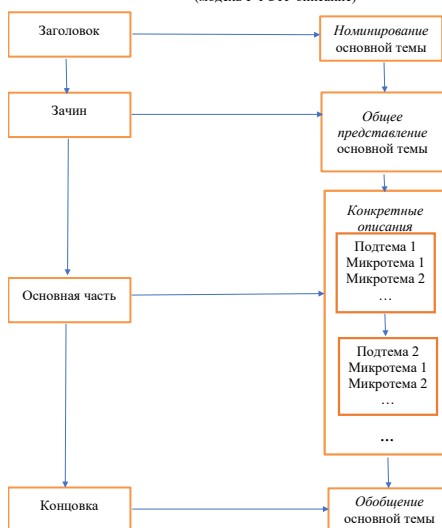 Заголовок
Номинирование
основной темы
Зачин
Общее
представление
основной темы
Конкретные
описания
Подтема 1
Микротема 1
Микротема 2
…
Основная часть
Подтема 2
Микротема 1
Микротема 2
…
…
Концовка
Обобщение
основной темы